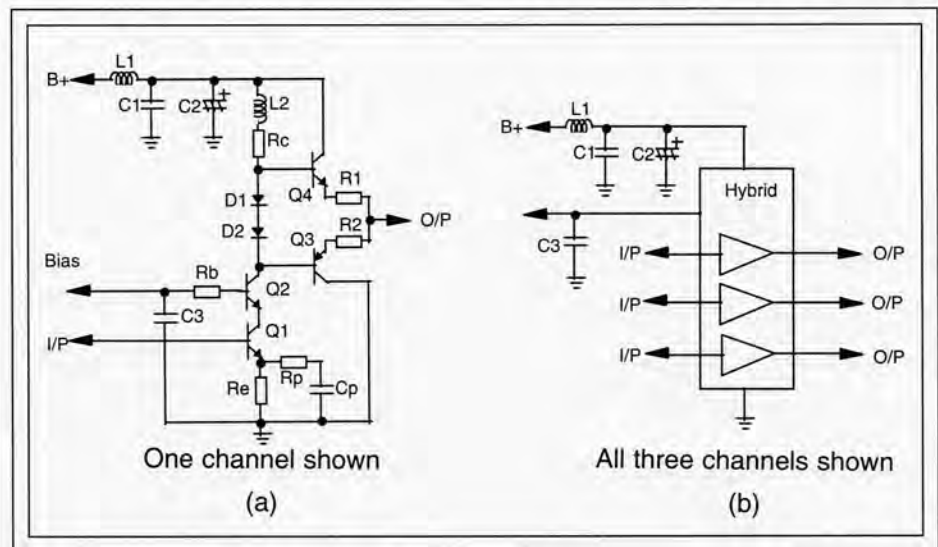 L1
B+
C1
C2
+
L2
Rc
D1
Q4
R1
D2
O/P
Q3
R2
Bias
Rb
Q2
C3
I/P
Q1
Rp
Re
Cp
One channel shown
(a)
L1
B+
C1
C2
+
Hybrid
C3
I/P
O/P
I/P
O/P
I/P
O/P
All three channels shown
(b)